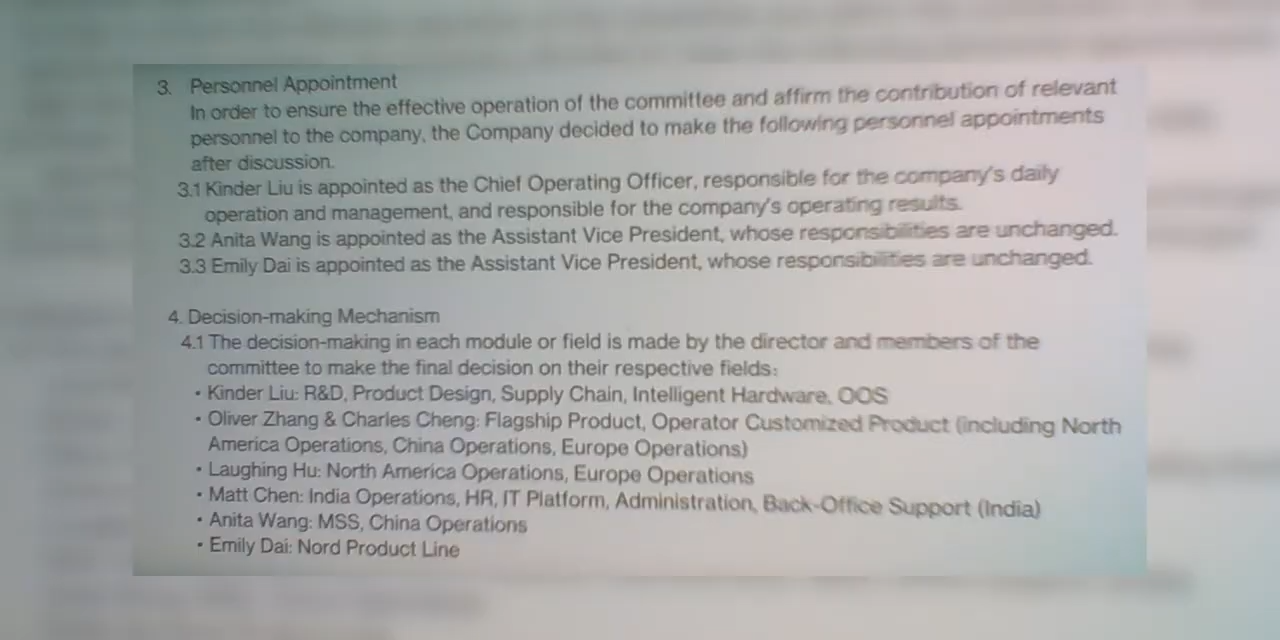 3. Personnel Appointment
In order to ensure the effective operation of the committee and affirm the contribution of relevant
personnel to the company, the Company decided to make the following personnel appointments
after discussion.
3.1 Kinder Liu is appointed as the Chief Operating Officer, responsible for the company's daily
operation and management, and responsible for the company's operating results.
3.2 Anita Wang is appointed as the Assistant Vice President, whose responsibilities are unchanged.
3.3 Emily Dai is appointed as the Assistant Vice President, whose responsibilities are unchanged.
4. Decision-making Mechanism
4.1 The decision-making in each module or field is made by the director and members of the
committee to make the final decision on their respective fields:
• Kinder Liu: R&D, Product Design, Supply Chain, Intelligent Hardware, OOS
• Oliver Zhang & Charles Cheng: Flagship Product, Operator Customized Product (including North
America Operations, China Operations, Europe Operations)
• Laughing Hu: North America Operations, Europe Operations
• Matt Chen: India Operations, HR, IT Platform, Administration, Back-Office Support (India)
• Anita Wang: MSS, China Operations
• Emily Dai: Nord Product Line